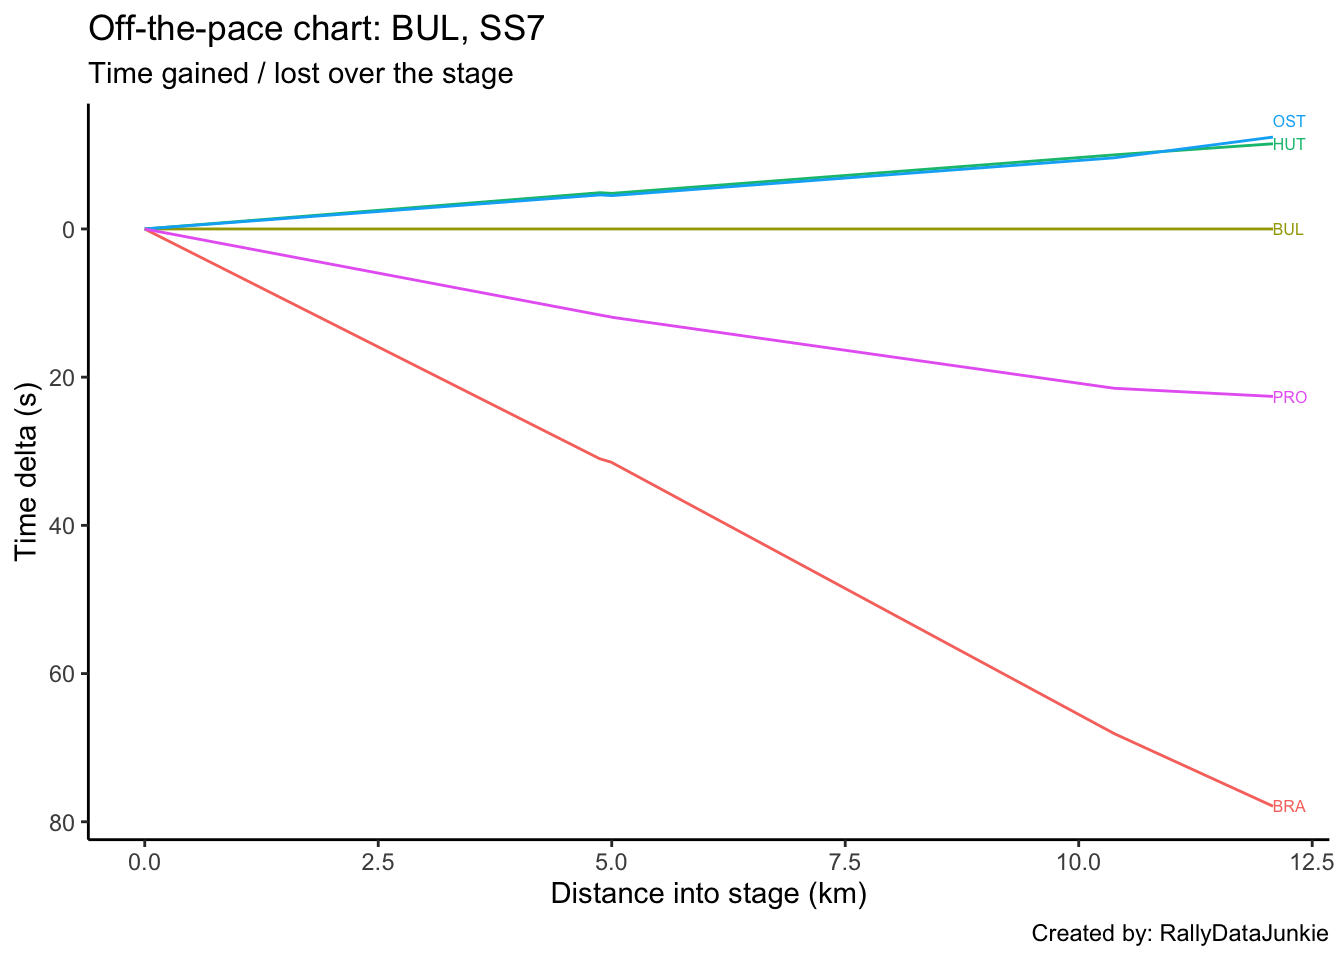 Off-the-pace chart: BUL, SS7
Time gained / lost over the stage
OST
HUT
0
BUL
20
PRO
Time delta (s)
40
60
BRA
80
0.0 2.5 5.0 7.5 10.0 12.5
Distance into stage (km)
Created by: RallyDataJunkie